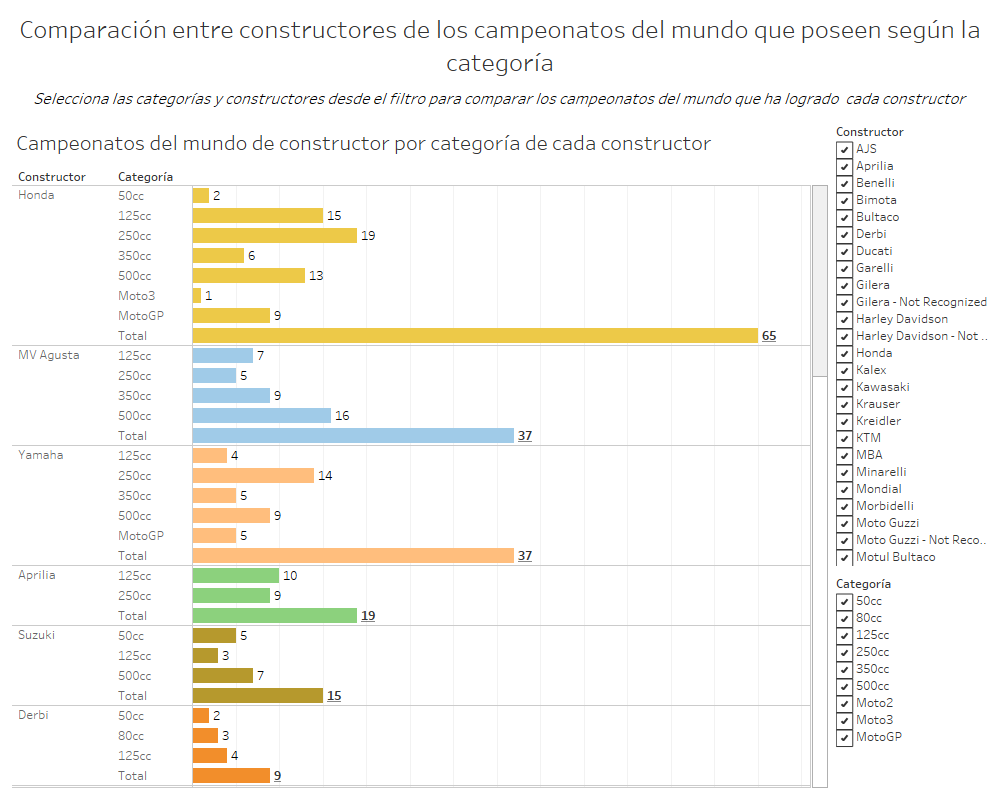 Comparación entre constructores de los campeonatos del mundo que poseen según la
categoría
Selecciona las categorías y constructores desde el filtro para comparar los campeonatos del mundo que ha logrado cada constructor
Campeonatos del mundo de constructor por categoría de cada constructor
Constructor Categoría
Honda 50cc 2
125cc 15
250cc 19
350cc 6
500cc 13
Moto3 1
MotoGP 9
Total 65
MV Agusta 125cc 7
250cc 5
350cc 9
500cc 16
Total 37
Yamaha 125cc 4
250cc 14
350cc 5
500cc 9
MotoGP 5
Total 37
Aprilia 125cc 10
250cc 9
Total 19
Suzuki 50cc 5
125cc 3
500cc 7
Total 15
Derbi 50cc 2
80cc 3
125cc 4
Total 9
Constructor
AJS
Aprilia
Benelli
Bimota
Bultaco
Derbi
Ducati
Garelli
Gilera
Gilera - Not Recognized
Harley Davidson
Harley Davidson - Not ..
Honda
Kalex
Kawasaki
Krauser
Kreidler
KTM
MBA
Minarelli
Mondial
Morbidelli
Moto Guzzi
Moto Guzzi - Not Reco..
Motul Bultaco
Categoría
50cc
80cc
125cc
250cc
350cc
500cc
Moto2
Moto3
MotoGP